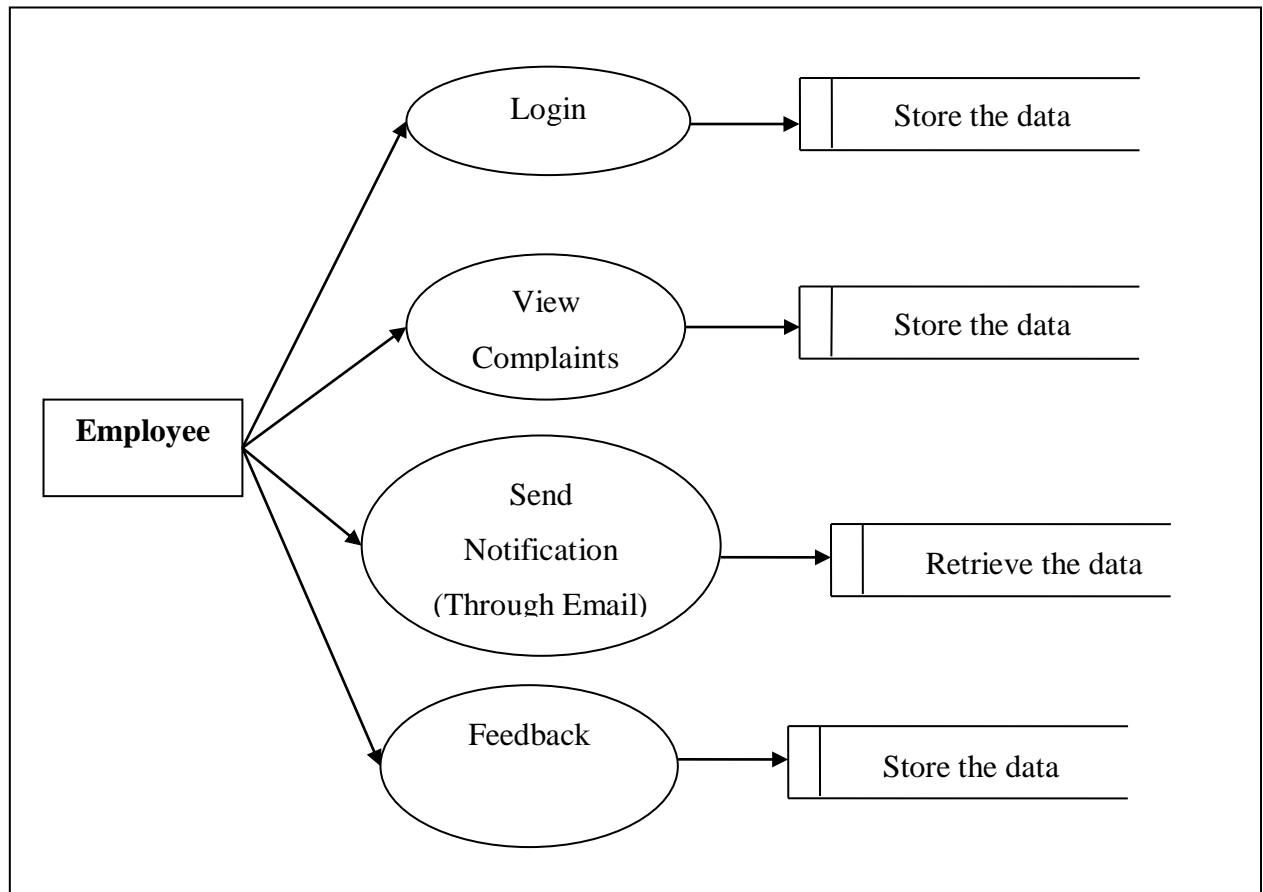 Login
Store the data
View
Complaints
Store the data
Employee
Send
Notification
(Through Email)
Retrieve the data
Feedback
Store the data